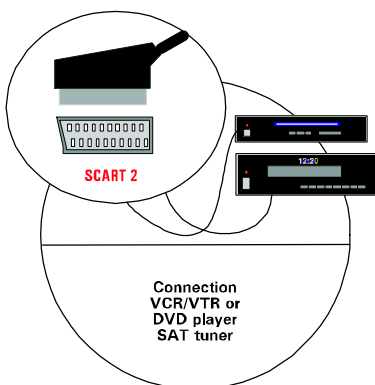 12:20
SCART 2
Connection
VCR/VTR or
DVD player
SAT tuner